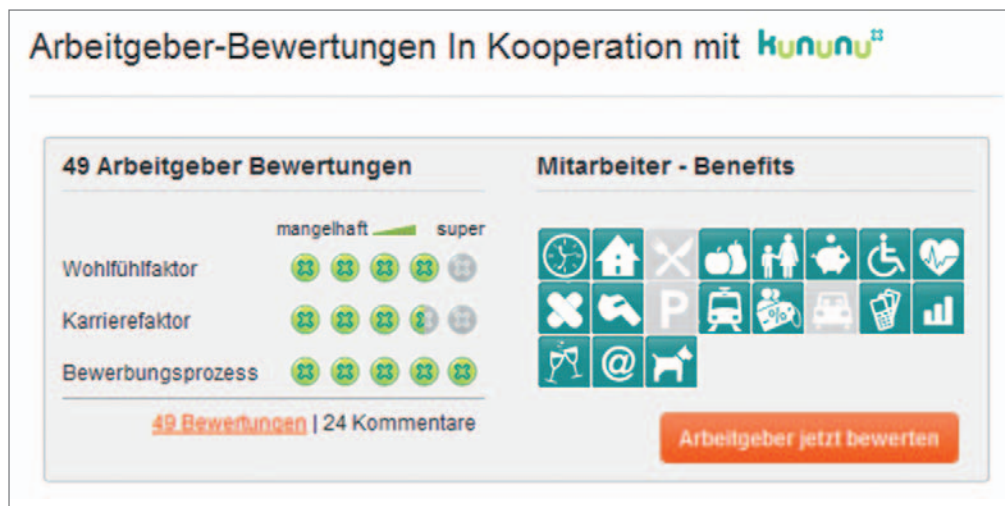 Arbeitgeber-Bewertungen In Kooperation mit kununu
49 Arbeitgeber Bewertungen
mangelhaft super
Wohlfühlfaktor
Karrierefaktor
Bewerbungsprozess
49 Bewertungen | 24 Kommentare
Mitarbeiter - Benefits
P
%
@
Arbeitgeber jetzt bewerten